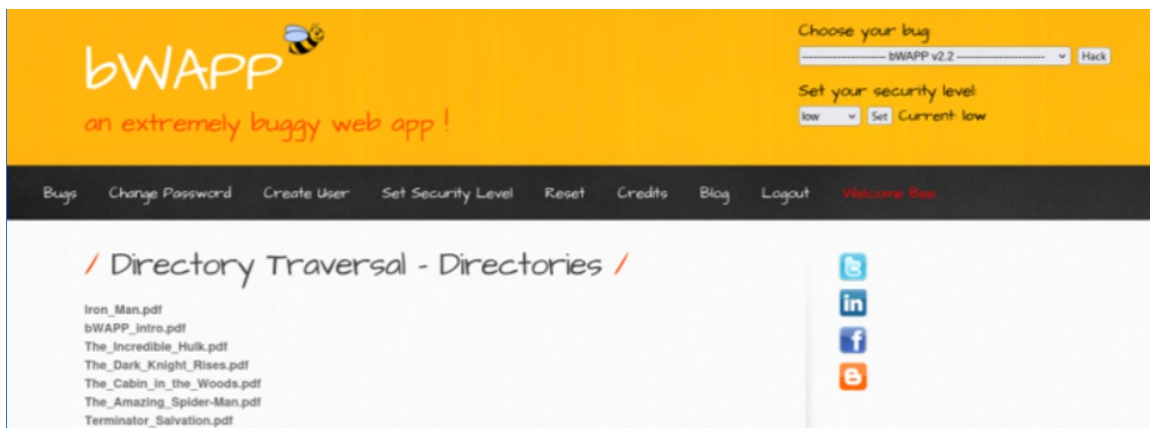 bWAPP
an extremely buggy web app !
Choose your bug:
---------------------- bWAPP v2.2 ----------------------
Hack
Set your security level:
low
Set
Current: low
Bugs
Change Password
Create User
Set Security Level
Reset
Credits
Blog
Logout
Welcome Bee
/ Directory Traversal - Directories /
Iron_Man.pdf
bWAPP_intro.pdf
The_Incredible_Hulk.pdf
The_Dark_Knight_Rises.pdf
The_Cabin_in_the_Woods.pdf
The_Amazing_Spider-Man.pdf
Terminator_Salvation.pdf
in